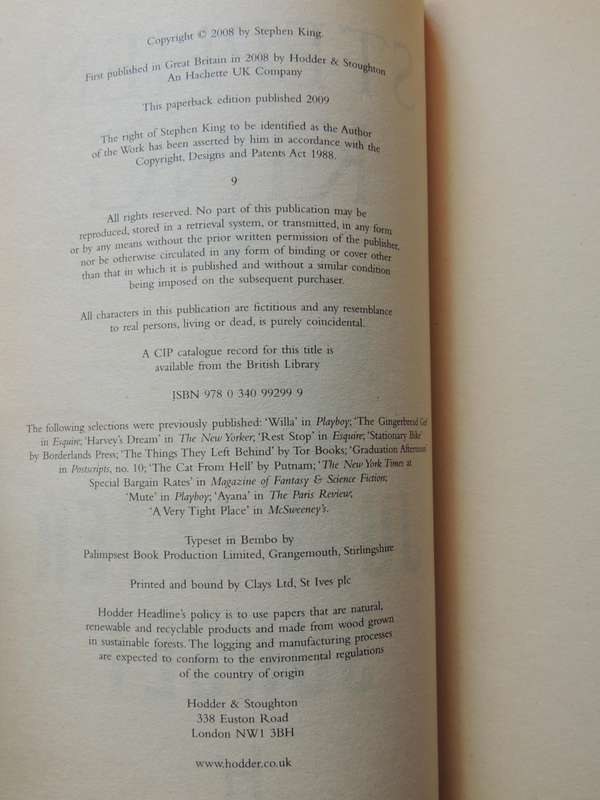 Copyright © 2008 by Stephen King.
First published in Great Britain in 2008 by Hodder & Stoughton
An Hachette UK Company
This paperback edition published 2009
The right of Stephen King to be identified as the Author
of the Work has been asserted by him in accordance with the
Copyright, Designs and Patents Act 1988.
9
All rights reserved. No part of this publication may be
reproduced, stored in a retrieval system, or transmitted, in any form
or by any means without the prior written permission of the publisher,
nor be otherwise circulated in any form of binding or cover other
than that in which it is published and without a similar condition
being imposed on the subsequent purchaser.
All characters in this publication are fictitious and any resemblance
to real persons, living or dead, is purely coincidental.
A CIP catalogue record for this title is
available from the British Library
ISBN 978 0 340 99299 9
The following selections were previously published: 'Willa' in Playboy; 'The Gingerbread Girl'
in Esquire; 'Harvey's Dream' in The New Yorker; 'Rest Stop' in Esquire; 'Stationary Bike'
by Borderlands Press; 'The Things They Left Behind' by Tor Books; 'Graduation Afternoon'
in Postscripts, no. 10; 'The Cat From Hell' by Putnam; 'The New York Times at
Special Bargain Rates' in Magazine of Fantasy & Science Fiction;
'Mute' in Playboy; 'Ayana' in The Paris Review;
'A Very Tight Place' in McSweeney's.
Typeset in Bembo by
Palimpsest Book Production Limited, Grangemouth, Stirlingshire
Printed and bound by Clays Ltd, St Ives plc
Hodder Headline's policy is to use papers that are natural,
renewable and recyclable products and made from wood grown
in sustainable forests. The logging and manufacturing processes
are expected to conform to the environmental regulations
of the country of origin
Hodder & Stoughton
338 Euston Road
London NW1 3BH
www.hodder.co.uk